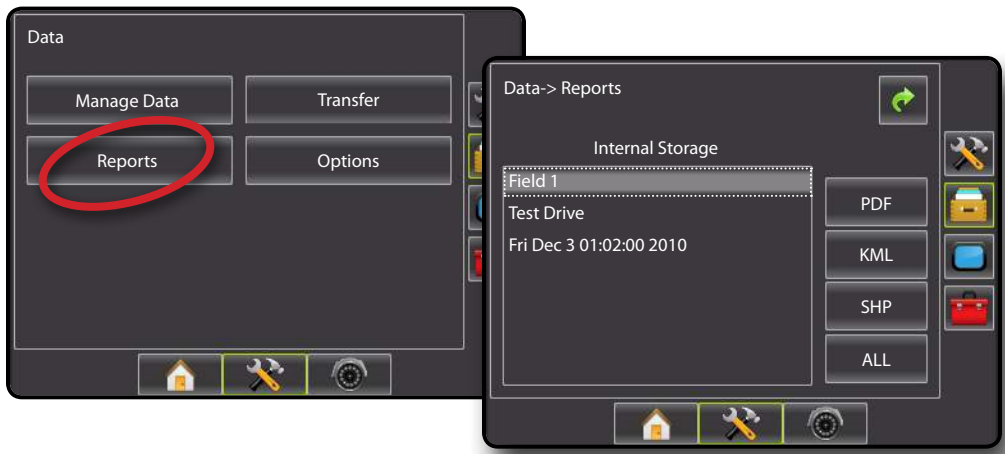 Data
Manage Data
Transfer
Reports
Options
Data-> Reports
Internal Storage
Field 1
Test Drive
Fri Dec 3 01:02:00 2010
PDF
KML
SHP
ALL